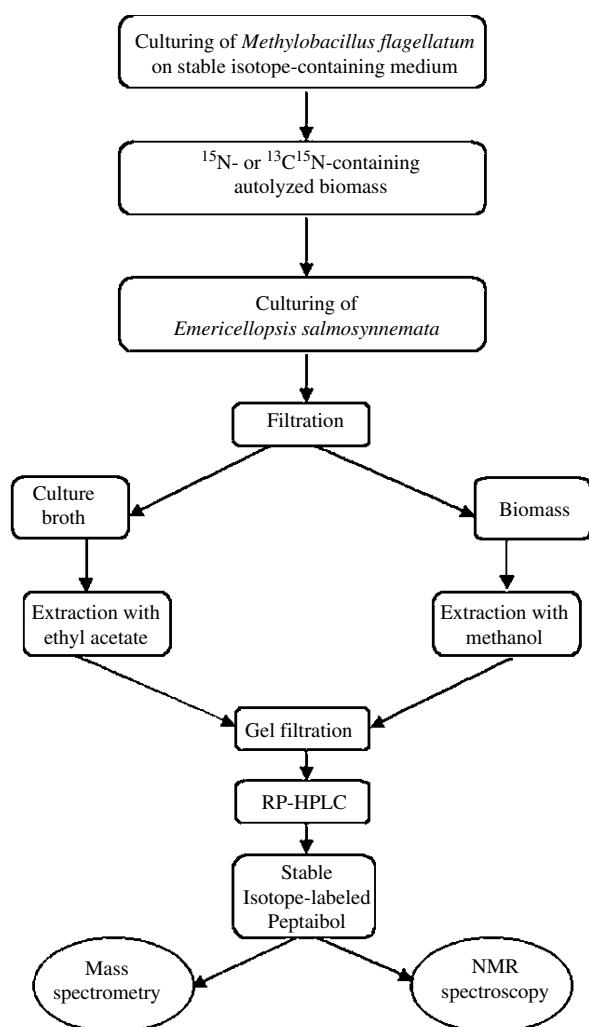 Culturing of Methylobacillus flagellatum
on stable isotope-containing medium
¹⁵N- or ¹³C¹⁵N-containing
autolyzed biomass
Culturing of
Emericellopsis salmosynnemata
Filtration
Culture
broth
Biomass
Extraction with
ethyl acetate
Extraction with
methanol
Gel filtration
RP-HPLC
Stable
Isotope-labeled
Peptaibol
Mass
spectrometry
NMR
spectroscopy